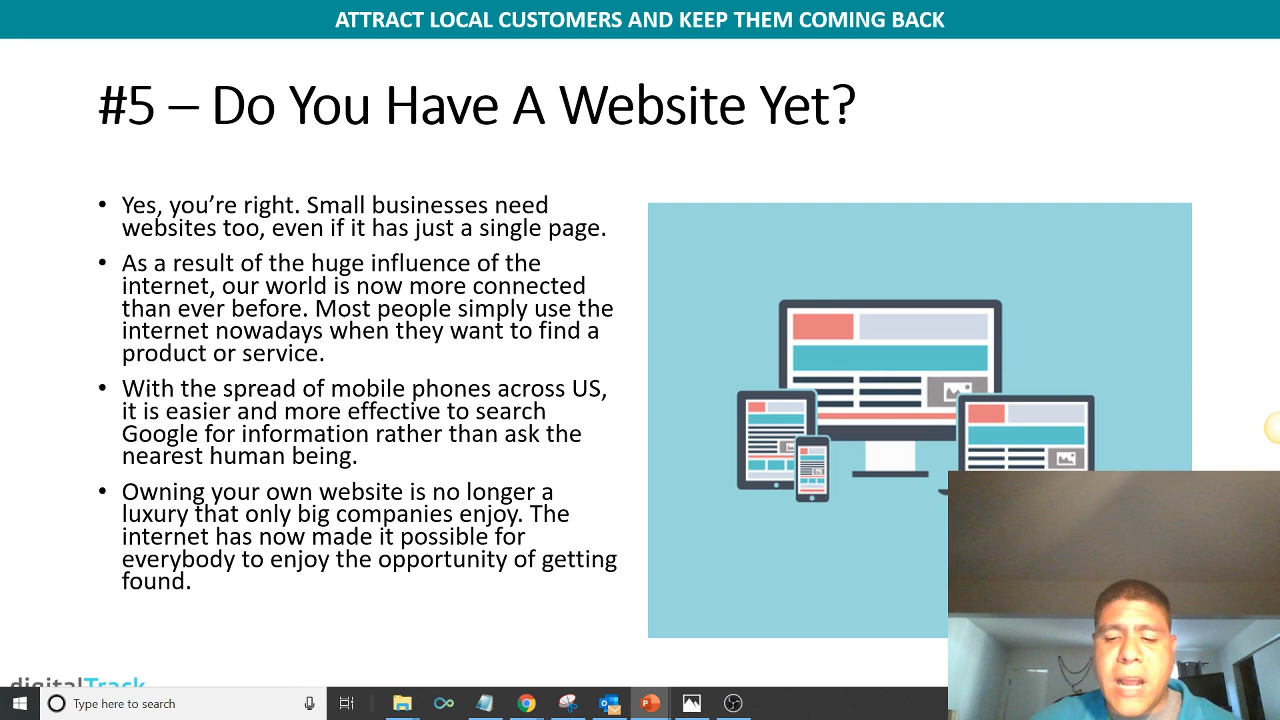 ATTRACT LOCAL CUSTOMERS AND KEEP THEM COMING BACK
#5 – Do You Have A Website Yet?
• Yes, you’re right. Small businesses need
websites too, even if it has just a single page.
• As a result of the huge influence of the
internet, our world is now more connected
than ever before. Most people simply use the
internet nowadays when they want to find a
product or service.
• With the spread of mobile phones across US,
it is easier and more effective to search
Google for information rather than ask the
nearest human being.
• Owning your own website is no longer a
luxury that only big companies enjoy. The
internet has now made it possible for
everybody to enjoy the opportunity of getting
found.
digitalTrack
Type here to search